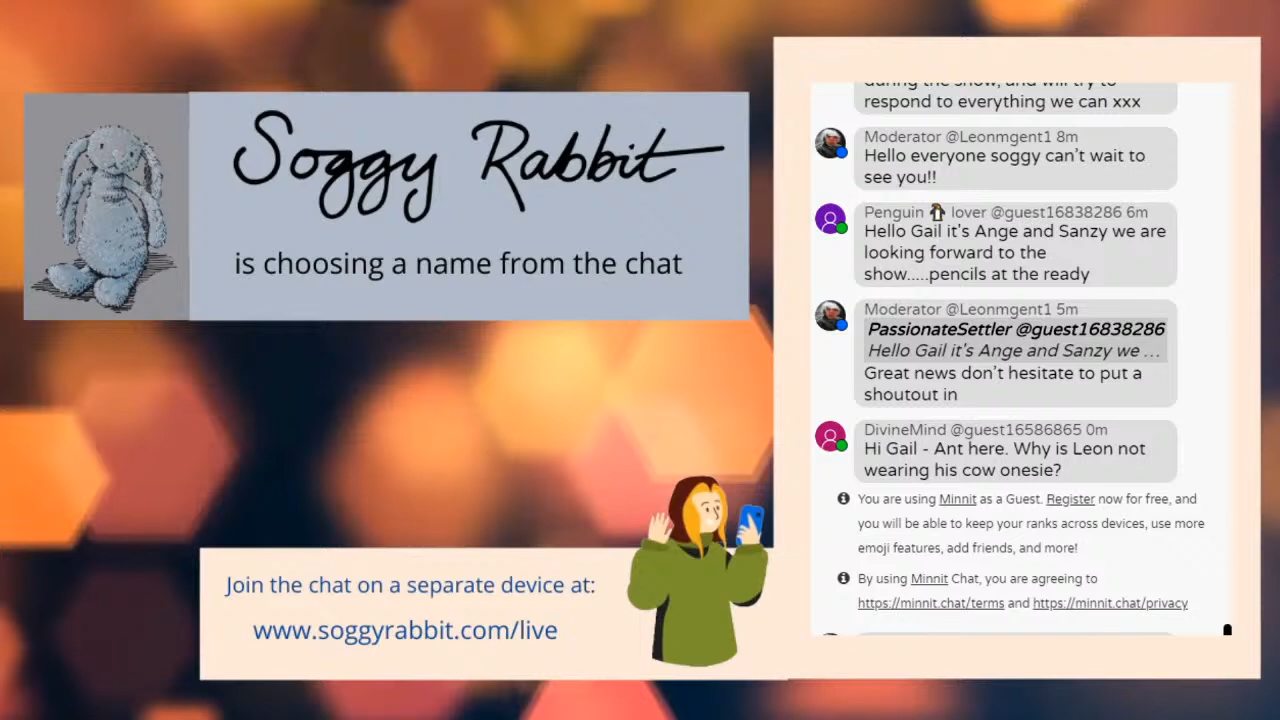 Soggy Rabbit
is choosing a name from the chat
during the show, and will try to
respond to everything we can xxx
Moderator @Leonmgent1 8m
Hello everyone soggy can't wait to
see you!!
Penguin 🐧 lover @guest16838286 6m
Hello Gail it's Ange and Sanzy we are
looking forward to the
show.....pencils at the ready
Moderator @Leonmgent1 5m
PassionateSettler @guest16838286
Hello Gail it's Ange and Sanzy we ...
Great news don't hesitate to put a
shoutout in
DivineMind @guest16586865 0m
Hi Gail - Ant here. Why is Leon not
wearing his cow onesie?
You are using Minnit as a Guest. Register now for free, and
you will be able to keep your ranks across devices, use more
emoji features, add friends, and more!
By using Minnit Chat, you are agreeing to
https://minnit.chat/terms and https://minnit.chat/privacy
Join the chat on a separate device at:
www.soggyrabbit.com/live